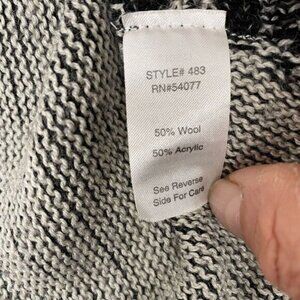 STYLE# 483
RN#54077
50% Wool
50% Acrylic
See Reverse
Side For Care